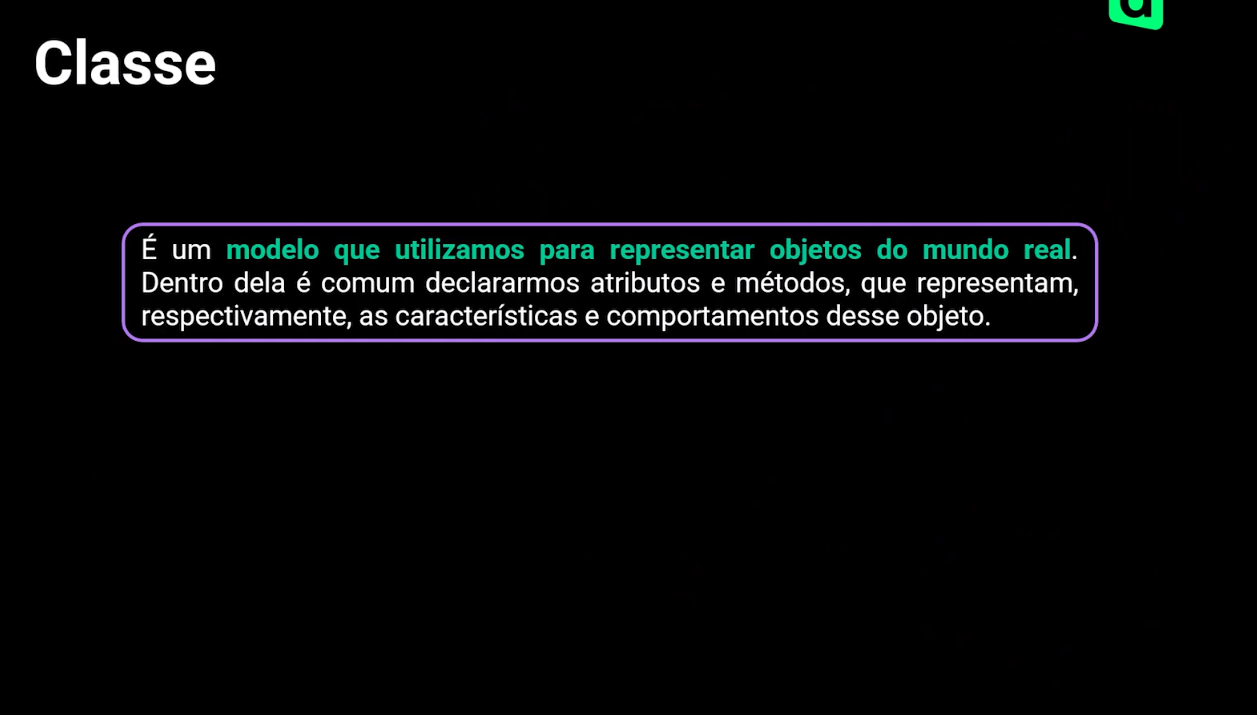 Classe
É um modelo que utilizamos para representar objetos do mundo real.
Dentro dela é comum declararmos atributos e métodos, que representam,
respectivamente, as características e comportamentos desse objeto.